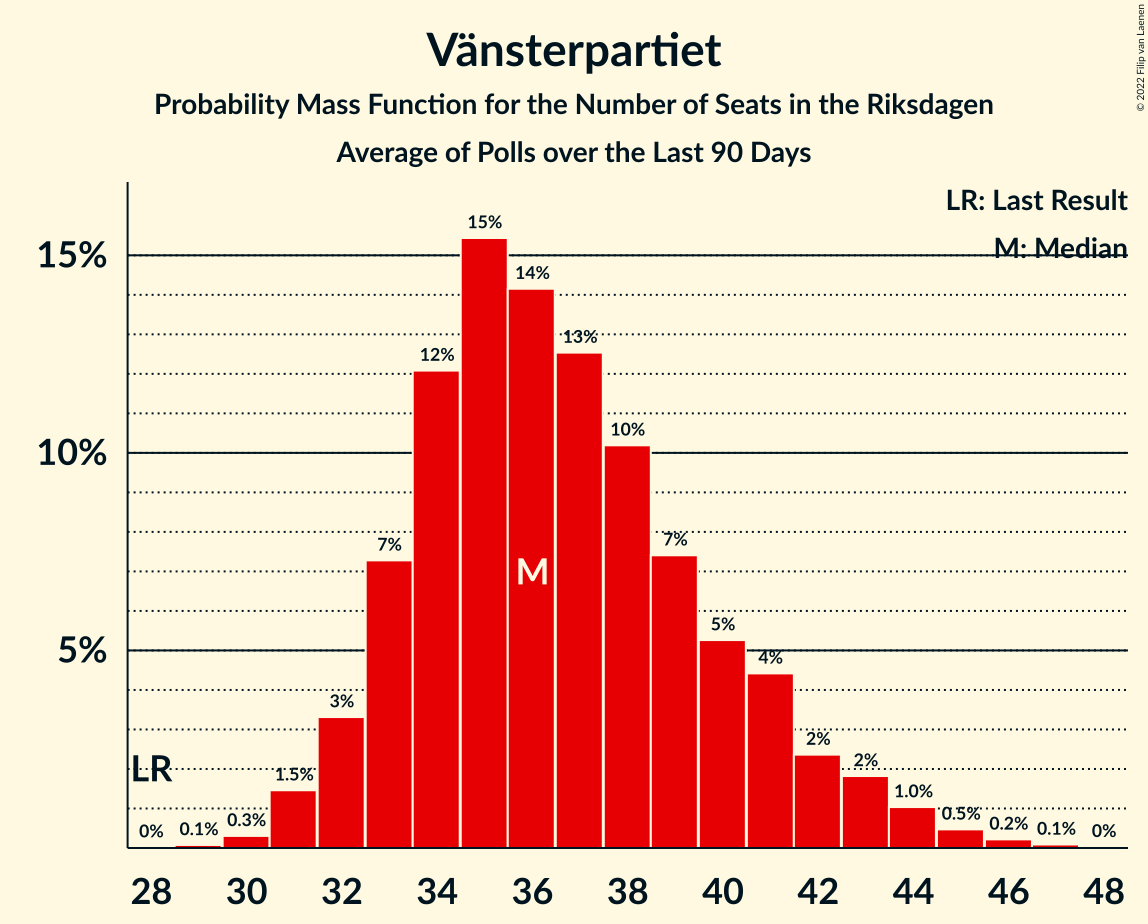 Vänsterpartiet
Probability Mass Function for the Number of Seats in the Riksdagen
Average of Polls over the Last 90 Days
© 2022 Filip van Laenen
LR: Last Result
M: Median
15%
10%
5%
0%
0.1%
0.3%
1.5%
3%
7%
12%
15%
14%
13%
10%
7%
5%
4%
2%
2%
1.0%
0.5%
0.2%
0.1%
0%
LR
M
28 30 32 34 36 38 40 42 44 46 48